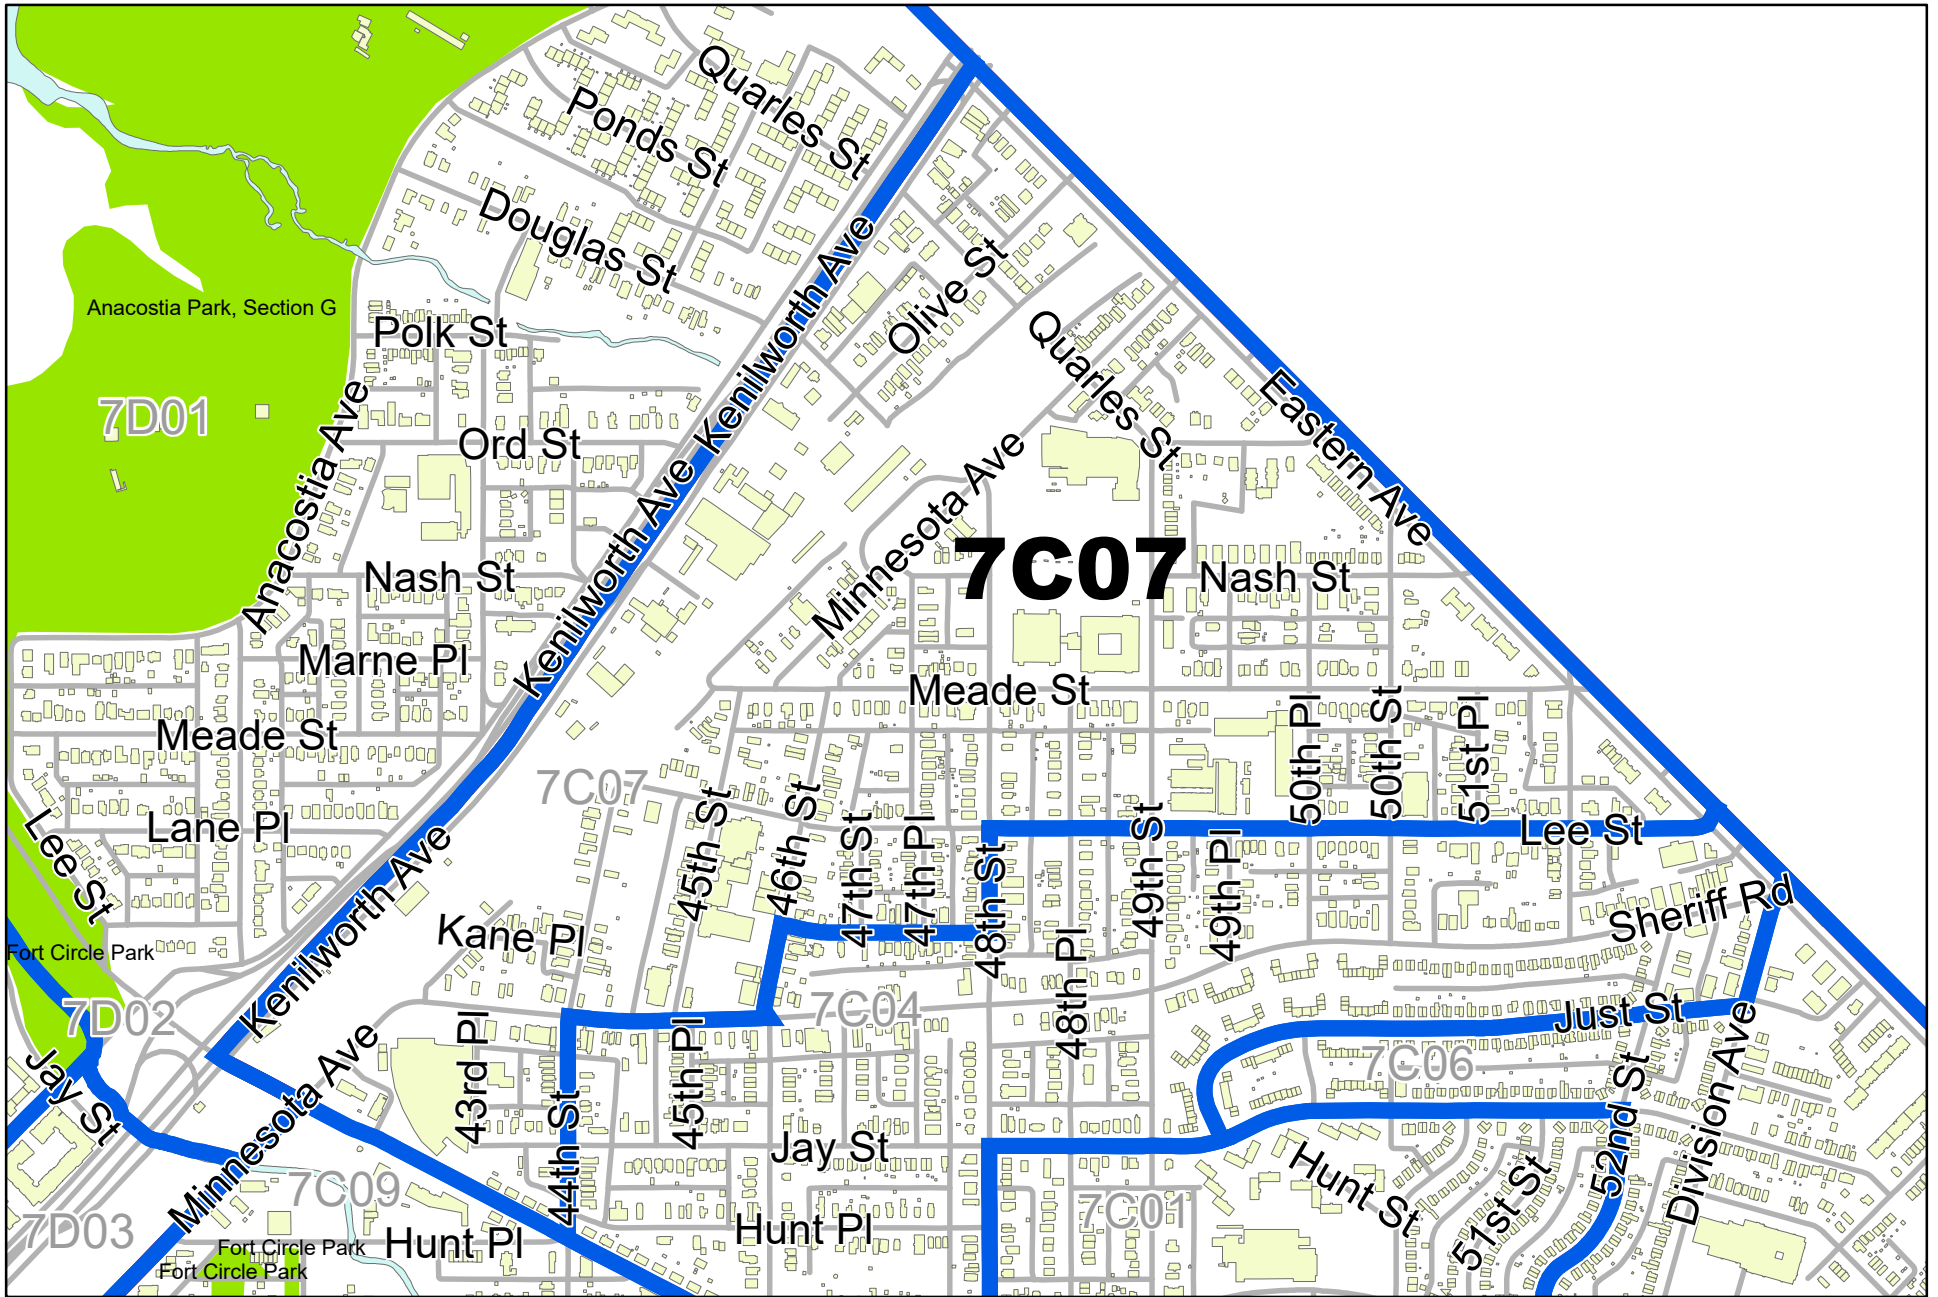 Quarles St
Ponds St
Douglas St
Kenilworth Ave
Olive St
Anacostia Park, Section G
Polk St
Quarles St
Eastern Ave
7D01
Anacostia Ave
Ord St
Kenilworth Ave
Minnesota Ave
7C07
Nash St
Nash St
Marne Pl
Meade St
Meade St
50th Pl
50th St
51st Pl
7C07
Lee St
Lane Pl
Kenilworth Ave
45th St
46th St
47th St
47th Pl
48th St
49th St
49th Pl
Lee St
Sheriff Rd
Kane Pl
Fort Circle Park
7D02
7C04
48th Pl
Just St
Jay St
Minnesota Ave
43rd Pl
44th St
45th Pl
7C06
52nd St
Division Ave
Jay St
7C09
7D03
Hunt Pl
Hunt Pl
7C01
Hunt St
51st St
Fort Circle Park
Fort Circle Park